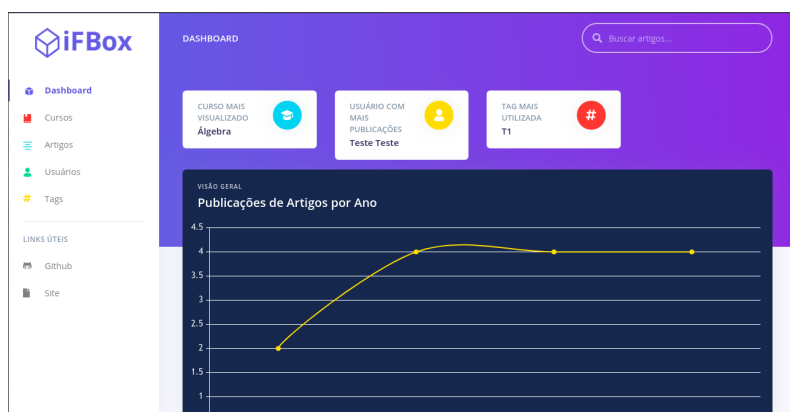 iFBox
DASHBOARD
Buscar artigos...
Dashboard
Cursos
Artigos
Usuários
Tags
LINKS ÚTEIS
Github
Site
CURSO MAIS
VISUALIZADO
Álgebra
USUÁRIO COM
MAIS
PUBLICAÇÕES
Teste Teste
TAG MAIS
UTILIZADA
T1
#
VISÃO GERAL
Publicações de Artigos por Ano
4.5
4
3.5
3
2.5
2
1.5
1